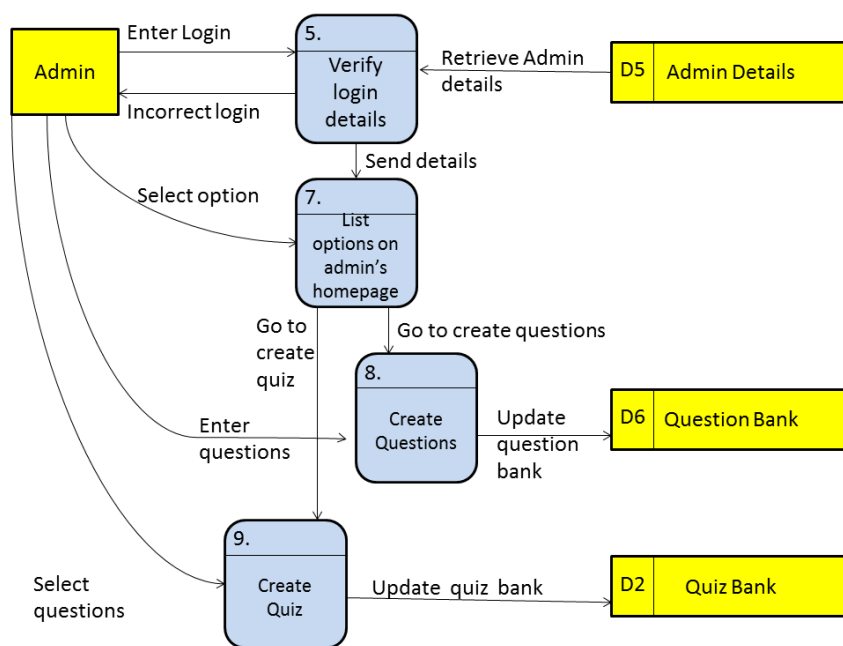 Enter Login
5.
Verify
login
details
Retrieve Admin
details
D5
Admin Details
Admin
Incorrect login
Send details
Select option
7.
List
options on
admin's
homepage
Go to
create
quiz
Go to create questions
8.
Create
Questions
Enter
questions
Update
question
bank
D6
Question Bank
9.
Create
Quiz
Select
questions
Update quiz bank
D2
Quiz Bank